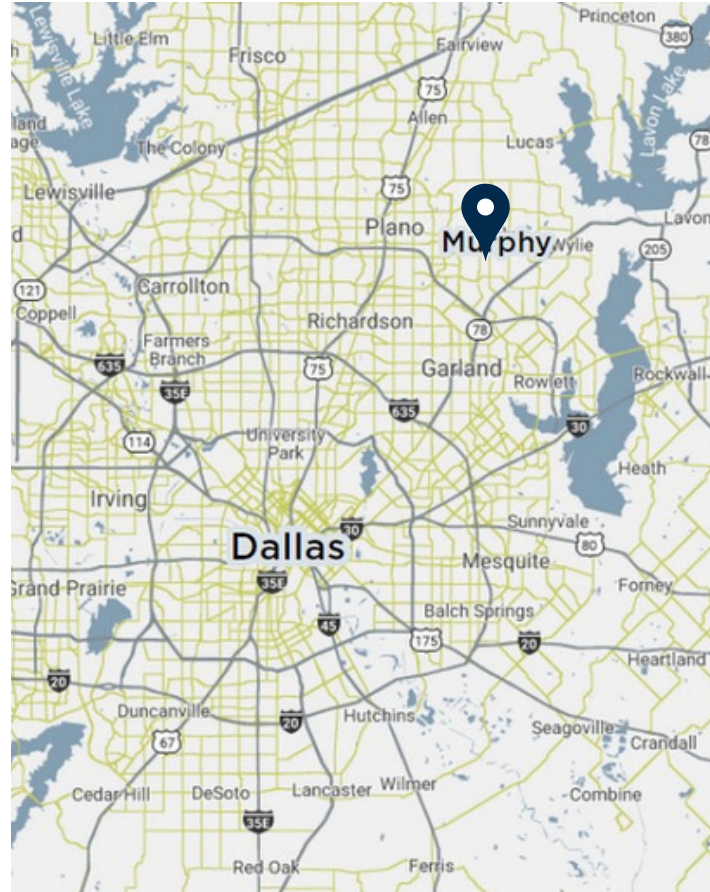 Princeton
380
Little Elm
Fairview
Frisco
Lewisville Lake
75
Allen
Lavon Lake
Lucas
78
The Colony
75
Lewisville
Plano
Lavon
Murphy
Wylie
205
121
Carrollton
Coppell
Richardson
78
Farmers
Branch
635
75
Garland
35E
Rowlett
Rockwall
635
30
114
University
Park
Heath
Irving
30
Sunnyvale
80
Dallas
Mesquite
35E
Grand Prairie
Forney
Balch Springs
45
175
20
Heartland
20
Duncanville
20
Hutchins
67
Seagoville
Crandall
Cedar Hill
DeSoto
Lancaster
Wilmer
Combine
35E
Red Oak
Ferris